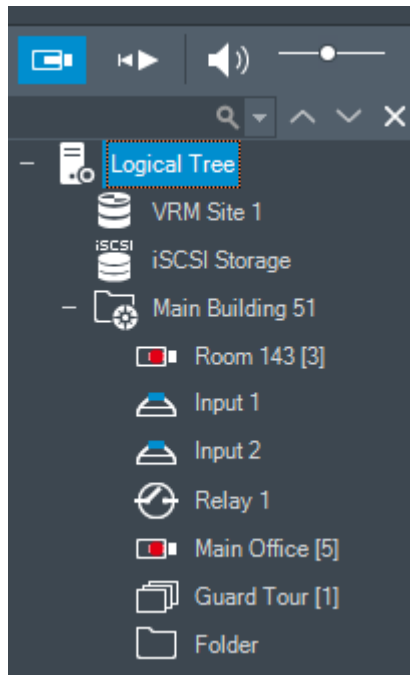 Logical Tree
VRM Site 1
iSCSI
iSCSI Storage
Main Building 51
Room 143 [3]
Input 1
Input 2
Relay 1
Main Office [5]
Guard Tour [1]
Folder